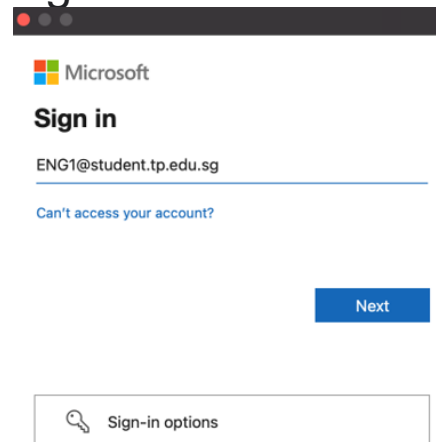 Microsoft
Sign in
ENG1@student.tp.edu.sg
Can't access your account?
Next
Sign-in options